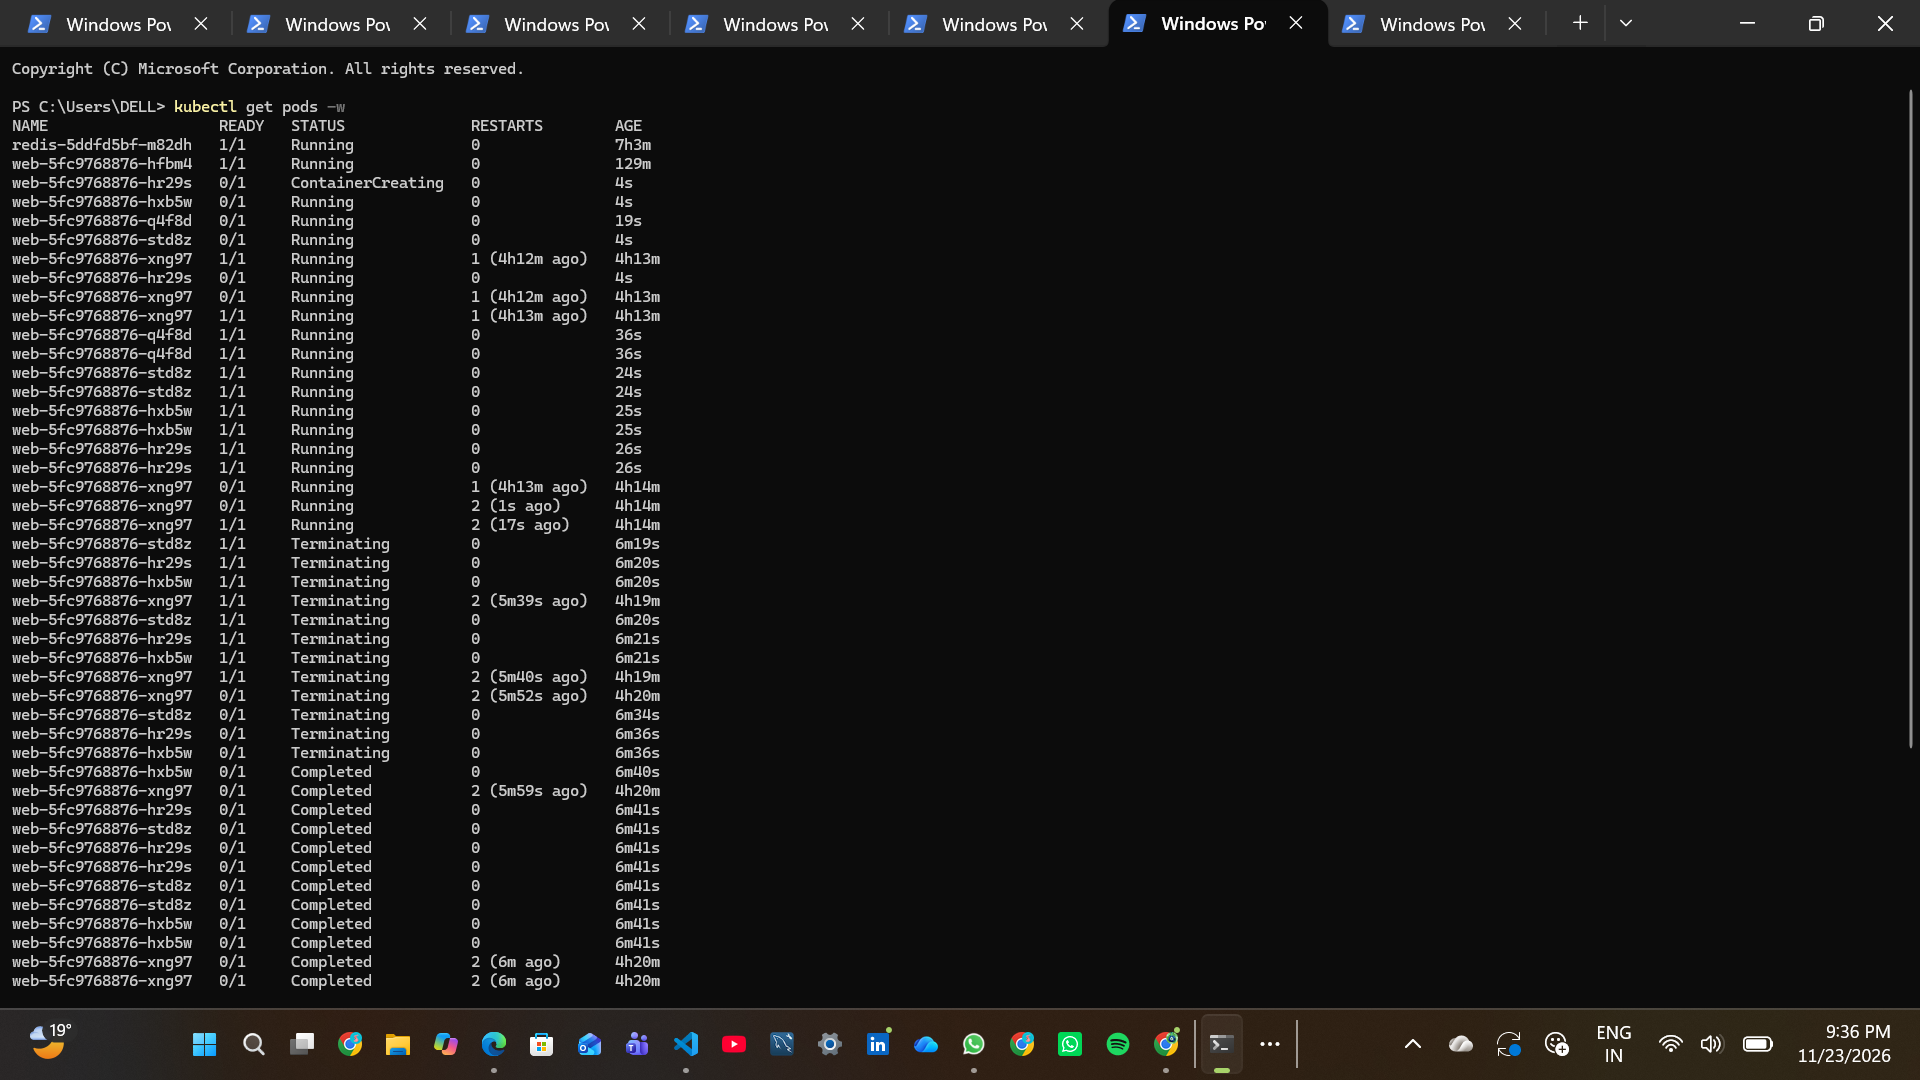 Windows Pow
Windows Pow
Windows Pow
Windows Pow
Windows Pow
Windows Pow
Windows Pow
Copyright (C) Microsoft Corporation. All rights reserved.
PS C:\Users\DELL> kubectl get pods -w
NAME READY STATUS RESTARTS AGE
redis-5ddfd5bf-m82dh 1/1 Running 0 7h3m
web-5fc9768876-hfbm4 1/1 Running 0 129m
web-5fc9768876-hr29s 0/1 ContainerCreating 0 4s
web-5fc9768876-hxb5w 0/1 Running 0 4s
web-5fc9768876-q4f8d 0/1 Running 0 19s
web-5fc9768876-std8z 0/1 Running 0 4s
web-5fc9768876-xng97 1/1 Running 1 (4h12m ago) 4h13m
web-5fc9768876-hr29s 0/1 Running 0 4s
web-5fc9768876-xng97 0/1 Running 1 (4h12m ago) 4h13m
web-5fc9768876-xng97 1/1 Running 1 (4h13m ago) 4h13m
web-5fc9768876-q4f8d 1/1 Running 0 36s
web-5fc9768876-q4f8d 1/1 Running 0 36s
web-5fc9768876-std8z 1/1 Running 0 24s
web-5fc9768876-std8z 1/1 Running 0 24s
web-5fc9768876-hxb5w 1/1 Running 0 25s
web-5fc9768876-hxb5w 1/1 Running 0 25s
web-5fc9768876-hr29s 1/1 Running 0 26s
web-5fc9768876-hr29s 1/1 Running 0 26s
web-5fc9768876-xng97 0/1 Running 1 (4h13m ago) 4h14m
web-5fc9768876-xng97 0/1 Running 2 (1s ago) 4h14m
web-5fc9768876-xng97 1/1 Running 2 (17s ago) 4h14m
web-5fc9768876-std8z 1/1 Terminating 0 6m19s
web-5fc9768876-hr29s 1/1 Terminating 0 6m20s
web-5fc9768876-hxb5w 1/1 Terminating 0 6m20s
web-5fc9768876-xng97 1/1 Terminating 2 (5m39s ago) 4h19m
web-5fc9768876-std8z 1/1 Terminating 0 6m20s
web-5fc9768876-hr29s 1/1 Terminating 0 6m21s
web-5fc9768876-hxb5w 1/1 Terminating 0 6m21s
web-5fc9768876-xng97 1/1 Terminating 2 (5m40s ago) 4h19m
web-5fc9768876-xng97 0/1 Terminating 2 (5m52s ago) 4h20m
web-5fc9768876-std8z 0/1 Terminating 0 6m34s
web-5fc9768876-hr29s 0/1 Terminating 0 6m36s
web-5fc9768876-hxb5w 0/1 Terminating 0 6m36s
web-5fc9768876-hxb5w 0/1 Completed 0 6m40s
web-5fc9768876-xng97 0/1 Completed 2 (5m59s ago) 4h20m
web-5fc9768876-hr29s 0/1 Completed 0 6m41s
web-5fc9768876-std8z 0/1 Completed 0 6m41s
web-5fc9768876-hr29s 0/1 Completed 0 6m41s
web-5fc9768876-hr29s 0/1 Completed 0 6m41s
web-5fc9768876-std8z 0/1 Completed 0 6m41s
web-5fc9768876-std8z 0/1 Completed 0 6m41s
web-5fc9768876-hxb5w 0/1 Completed 0 6m41s
web-5fc9768876-hxb5w 0/1 Completed 0 6m41s
web-5fc9768876-xng97 0/1 Completed 2 (6m ago) 4h20m
web-5fc9768876-xng97 0/1 Completed 2 (6m ago) 4h20m
19°
ENG
IN
9:36 PM
11/23/2026